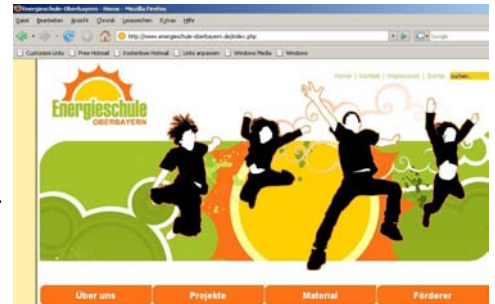 Energieschule-Oberbayern - Home - Mozilla Firefox
Datei Bearbeiten Ansicht Chronik Lesezeichen Extras Hilfe
http://www.energieschule-oberbayern.de/index.php
Google
Customize Links Free Hotmail Kostenlose Hotmail Links anpassen Windows Media Windows
Home | Kontakt | Impressum | Suche suchen...
Energieschule
OBERBAYERN
Über uns Projekte Material Förderer